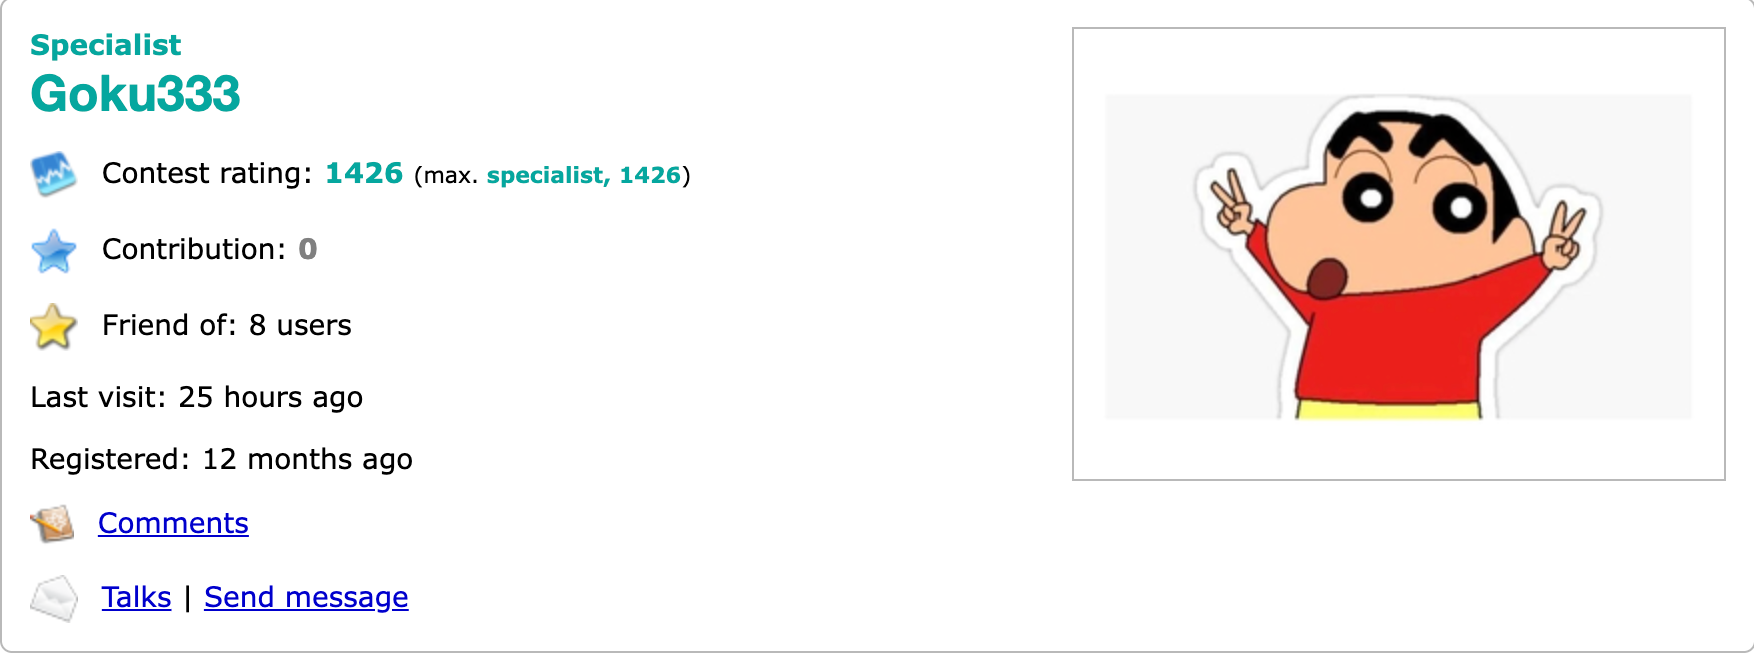 Specialist
Goku333
Contest rating: 1426 (max. specialist, 1426)
Contribution: 0
Friend of: 8 users
Last visit: 25 hours ago
Registered: 12 months ago
Comments
Talks | Send message